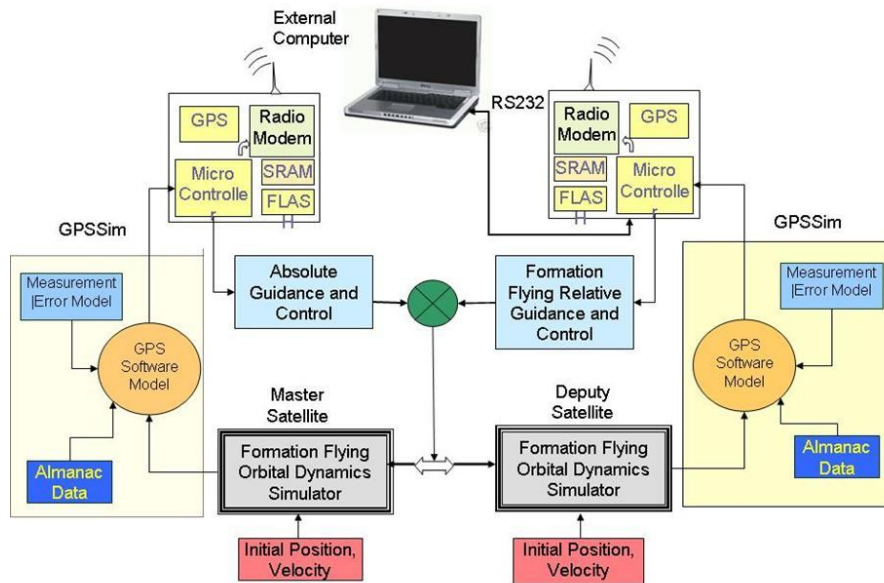 External
Computer
RS232
GPS
Radio
Modem
SRAM
Micro
Controlle
r
FLAS
Radio
Modem
GPS
SRAM
Micro
Controlle
r
FLAS
GPSSim
GPSSim
Measurement
|Error Model
Absolute
Guidance and
Control
Formation
Flying Relative
Guidance and
Control
Measurement
|Error Model
GPS
Software
Model
GPS
Software
Model
Master
Satellite
Deputy
Satellite
Almanac
Data
Formation Flying
Orbital Dynamics
Simulator
Formation Flying
Orbital Dynamics
Simulator
Almanac
Data
Initial Position,
Velocity
Initial Position,
Velocity